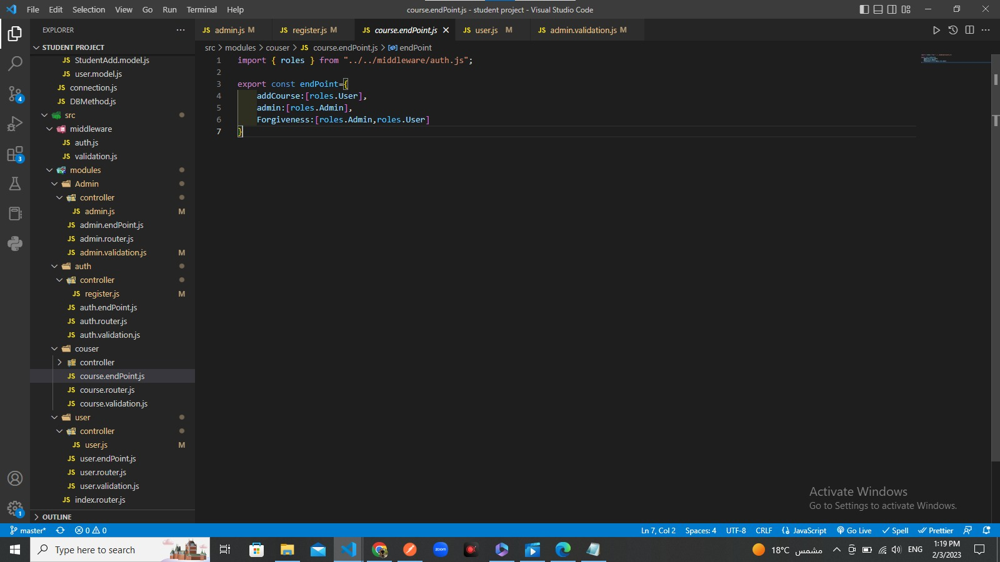 File Edit Selection View Go Run Terminal Help
course.endPoint.js - student project - Visual Studio Code
EXPLORER
STUDENT PROJECT
JS StudentAdd.model.js
JS user.model.js
JS connection.js
JS DBMethod.js
src
middleware
JS auth.js
JS validation.js
modules
Admin
controller
JS admin.js M
JS admin.endPoint.js
JS admin.router.js
JS admin.validation.js M
auth
controller
JS register.js M
JS auth.endPoint.js
JS auth.router.js
JS auth.validation.js
couser
controller
JS course.endPoint.js
JS course.router.js
JS course.validation.js
user
controller
JS user.js M
JS user.endPoint.js
JS user.router.js
JS user.validation.js
JS index.router.js
OUTLINE
4
3
1
JS admin.js M JS register.js M JS course.endPoint.js JS user.js M JS admin.validation.js M
src > modules > couser > JS course.endPoint.js > endPoint
1 import { roles } from "../../middleware/auth.js";
2
3 export const endPoint={
4 addCourse:[roles.User],
5 admin:[roles.Admin],
6 Forgiveness:[roles.Admin,roles.User]
7 }
Activate Windows
Go to Settings to activate Windows.
master* 0 0 Ln 7, Col 2 Spaces: 4 UTF-8 CRLF {} JavaScript Go Live Spell Prettier
Type here to search
zoom
18°C مشمس ENG
1:19 PM
2/3/2023